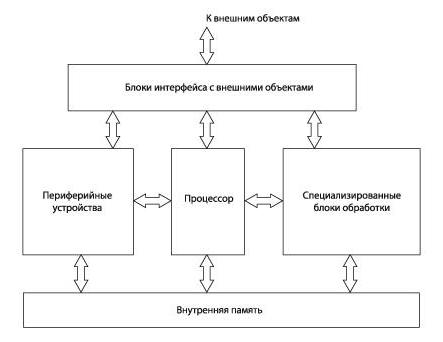 К внешним объектам
Блоки интерфейса с внешними объектами
Периферийные
устройства
Процессор
Специализированные
блоки обработки
Внутренняя память